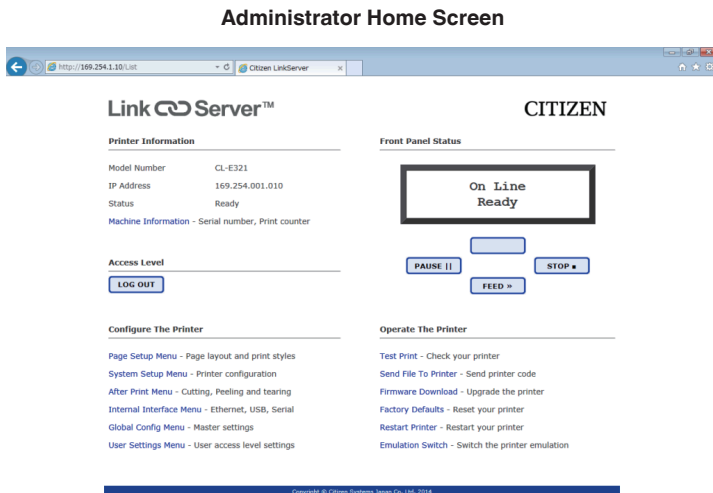 Administrator Home Screen
http://169.254.1.10/List
Citizen LinkServer
Link Server™
CITIZEN
Printer Information
Model Number CL-E321
IP Address 169.254.001.010
Status Ready
Machine Information - Serial number, Print counter
Access Level
LOG OUT
Front Panel Status
On Line
Ready
PAUSE ||
STOP ■
FEED »
Configure The Printer
Page Setup Menu - Page layout and print styles
System Setup Menu - Printer configuration
After Print Menu - Cutting, Peeling and tearing
Internal Interface Menu - Ethernet, USB, Serial
Global Config Menu - Master settings
User Settings Menu - User access level settings
Operate The Printer
Test Print - Check your printer
Send File To Printer - Send printer code
Firmware Download - Upgrade the printer
Factory Defaults - Reset your printer
Restart Printer - Restart your printer
Emulation Switch - Switch the printer emulation
Copyright © Citizen Systems Japan Co. Ltd. 2014